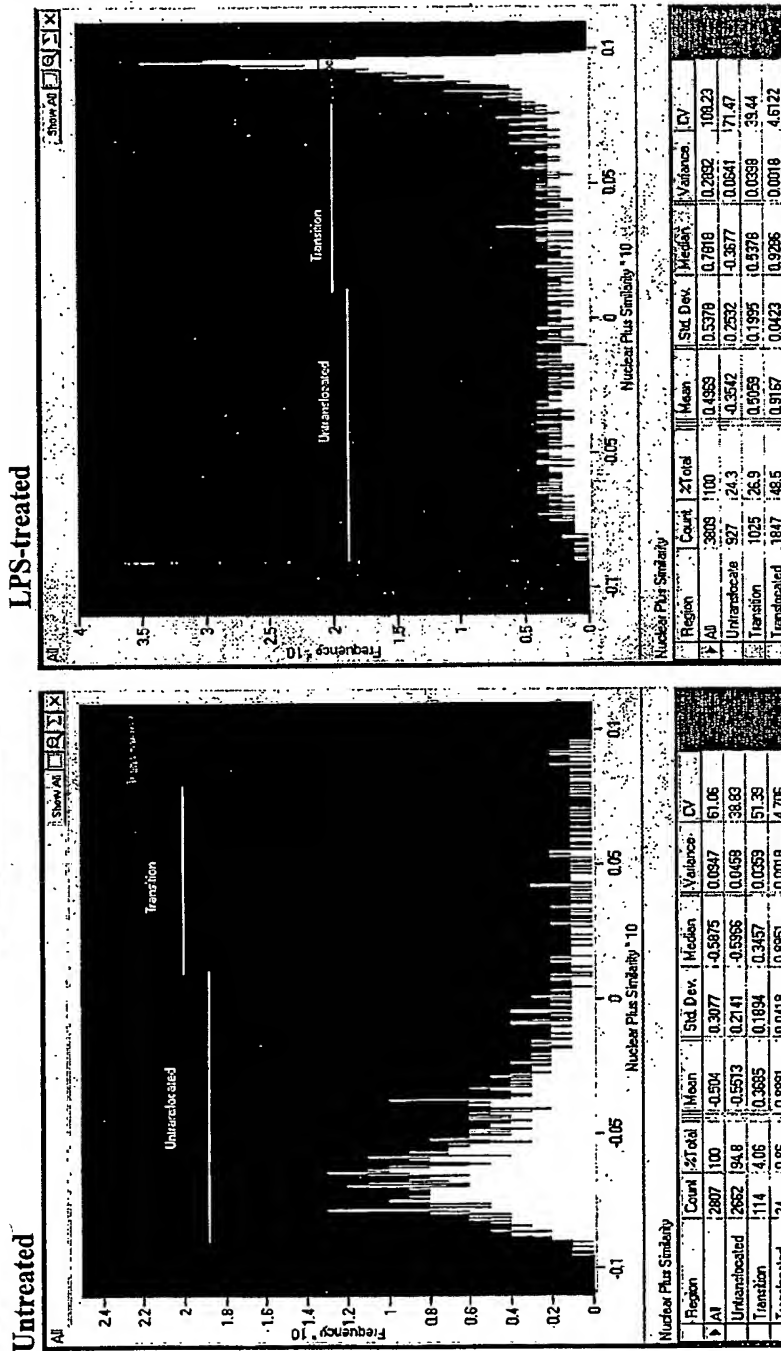 Untreated
All
Show All
2.4
2.2
2
1.8
1.6
1.4
1.2
1
0.8
0.6
0.4
0.2
0
Frequency * 10
Untranslocated
Transition
-0.1
-0.05
0
0.05
0.1
Nuclear Plus Similarity * 10
Nuclear Plus Similarity
Region Count %Total Mean Std. Dev. Median Variance CV
All 2807 100 -0.504 0.3077 -0.5875 0.0947 61.06
Untranslocated 2662 94.8 -0.5513 0.2141 -0.5966 0.0458 38.83
Transition 114 4.06 0.3685 0.1894 0.3457 0.0359 51.39
LPS-treated
All
Show All
4
3.5
3
2.5
2
1.5
1
0.5
0
Frequency * 10
Untranslocated
Transition
-0.1
-0.05
0
0.05
0.1
Nuclear Plus Similarity * 10
Nuclear Plus Similarity
Region Count %Total Mean Std. Dev. Median Variance CV
All 3809 100 0.4969 0.5378 0.7818 0.2892 108.23
Untranslocate 927 24.3 -0.3542 0.2532 -0.3677 0.0641 71.47
Transition 1025 26.9 0.5059 0.1995 0.5378 0.0398 39.44
Translocated 1847 48.5 0.9167 0.0423 0.9286 0.0018 4.6122